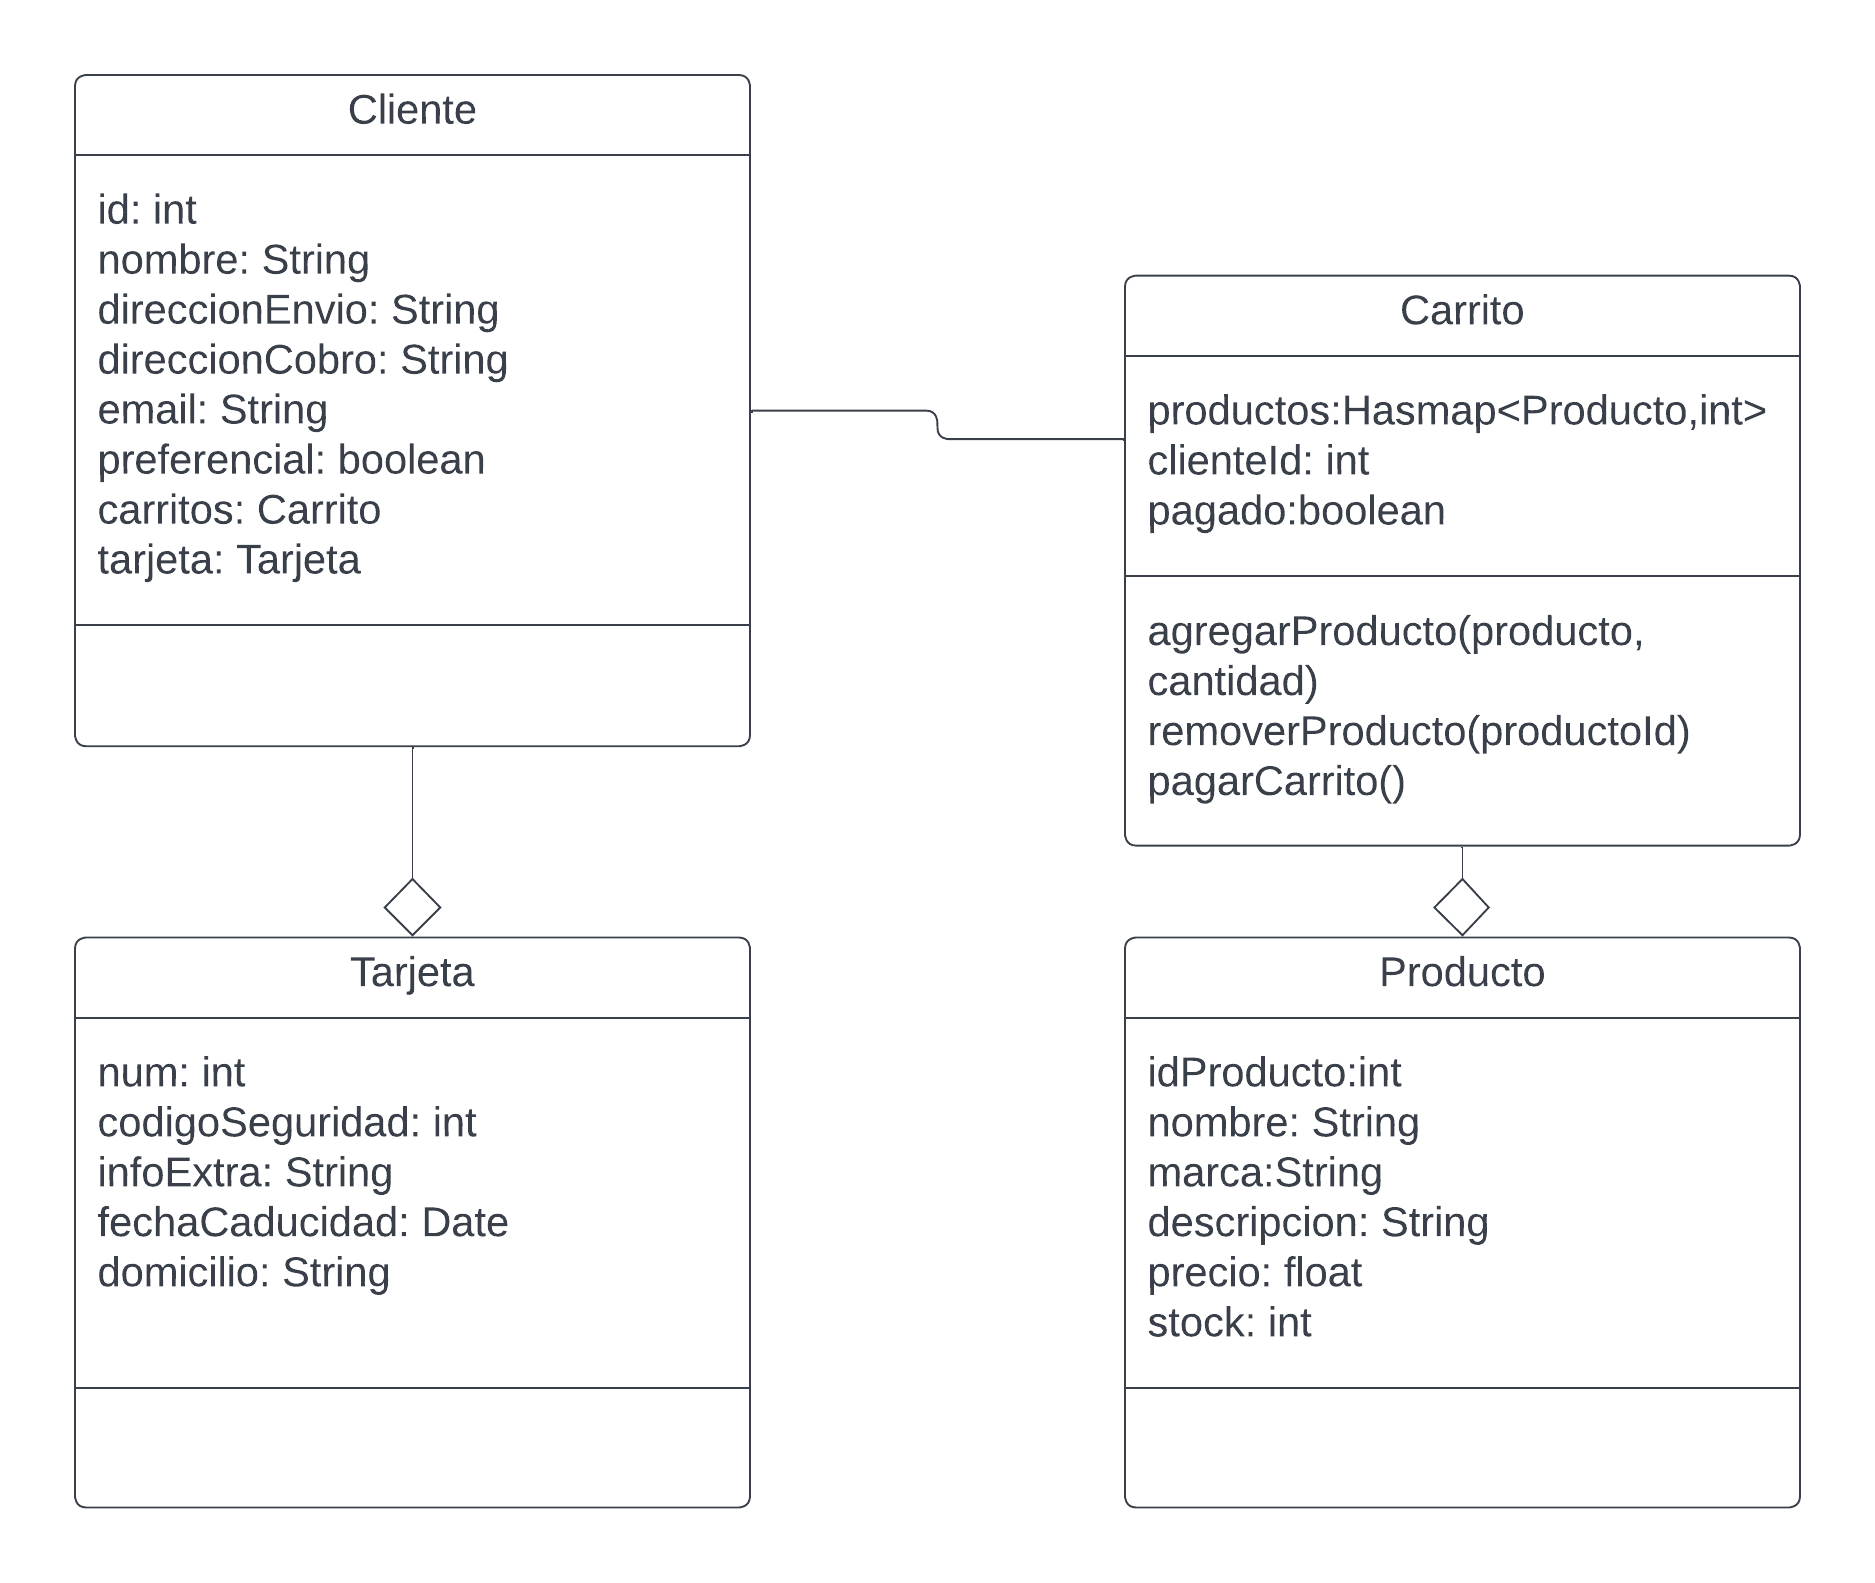 Cliente
id: int
nombre: String
direccionEnvio: String
direccionCobro: String
email: String
preferencial: boolean
carritos: Carrito
tarjeta: Tarjeta
Carrito
productos:Hasmap<Producto,int>
clienteId: int
pagado:boolean
agregarProducto(producto,
cantidad)
removerProducto(productoId)
pagarCarrito()
Tarjeta
num: int
codigoSeguridad: int
infoExtra: String
fechaCaducidad: Date
domicilio: String
Producto
idProducto:int
nombre: String
marca:String
descripcion: String
precio: float
stock: int